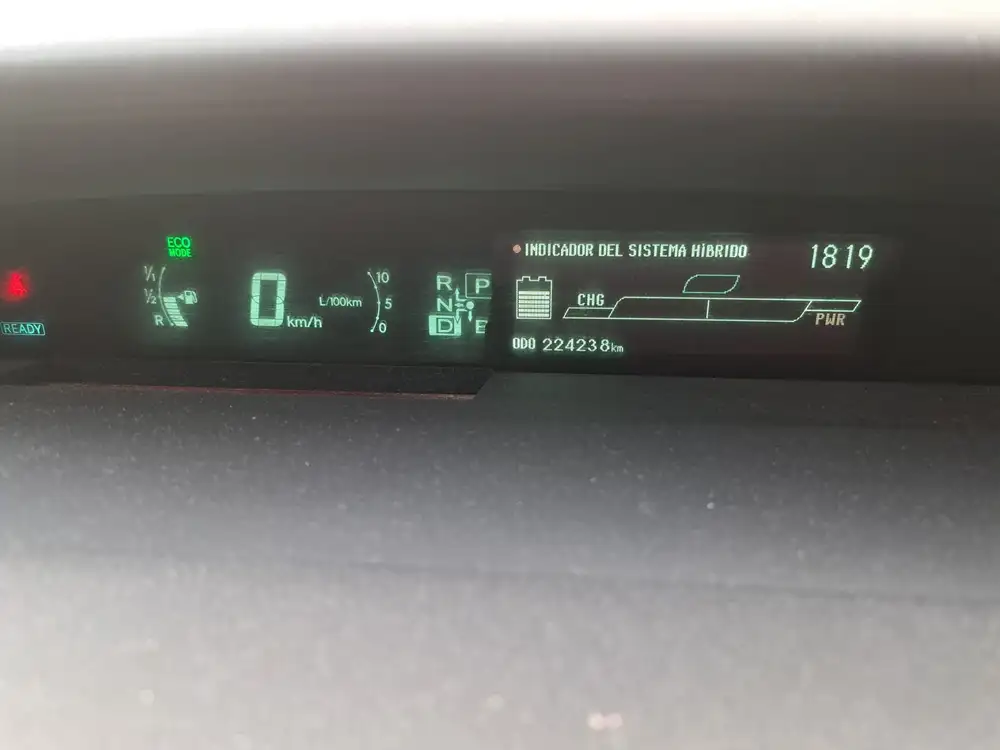 ECO
MODE
1/1
1/2
R
READY
0 km/h
L/100km
10
5
0
R
P
N
D
INDICADOR DEL SISTEMA HÍBRIDO
1819
CHG
PWR
ODO 224238km